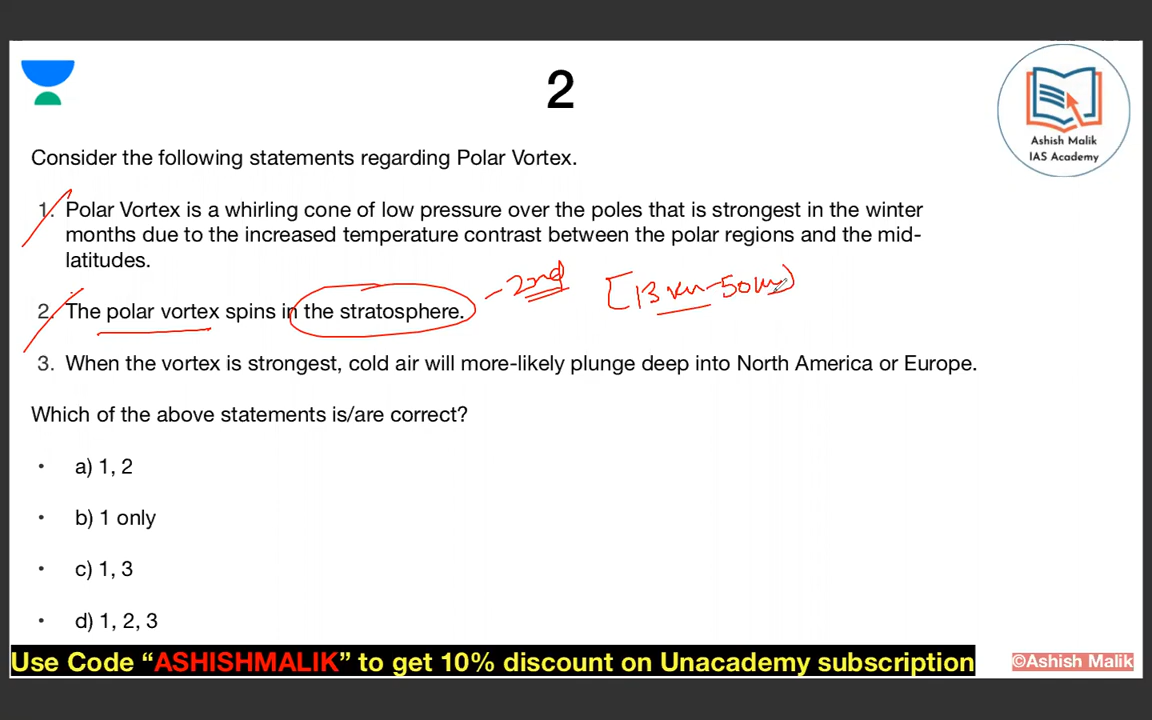 2
Ashish Malik
IAS Academy
Consider the following statements regarding Polar Vortex.
1. Polar Vortex is a whirling cone of low pressure over the poles that is strongest in the winter
months due to the increased temperature contrast between the polar regions and the mid-
latitudes.
2. The polar vortex spins in the stratosphere. - 2nd [13 km - 50 km)
3. When the vortex is strongest, cold air will more-likely plunge deep into North America or Europe.
Which of the above statements is/are correct?
• a) 1, 2
• b) 1 only
• c) 1, 3
• d) 1, 2, 3
Use Code “ASHISHMALIK” to get 10% discount on Unacademy subscription
©Ashish Malik